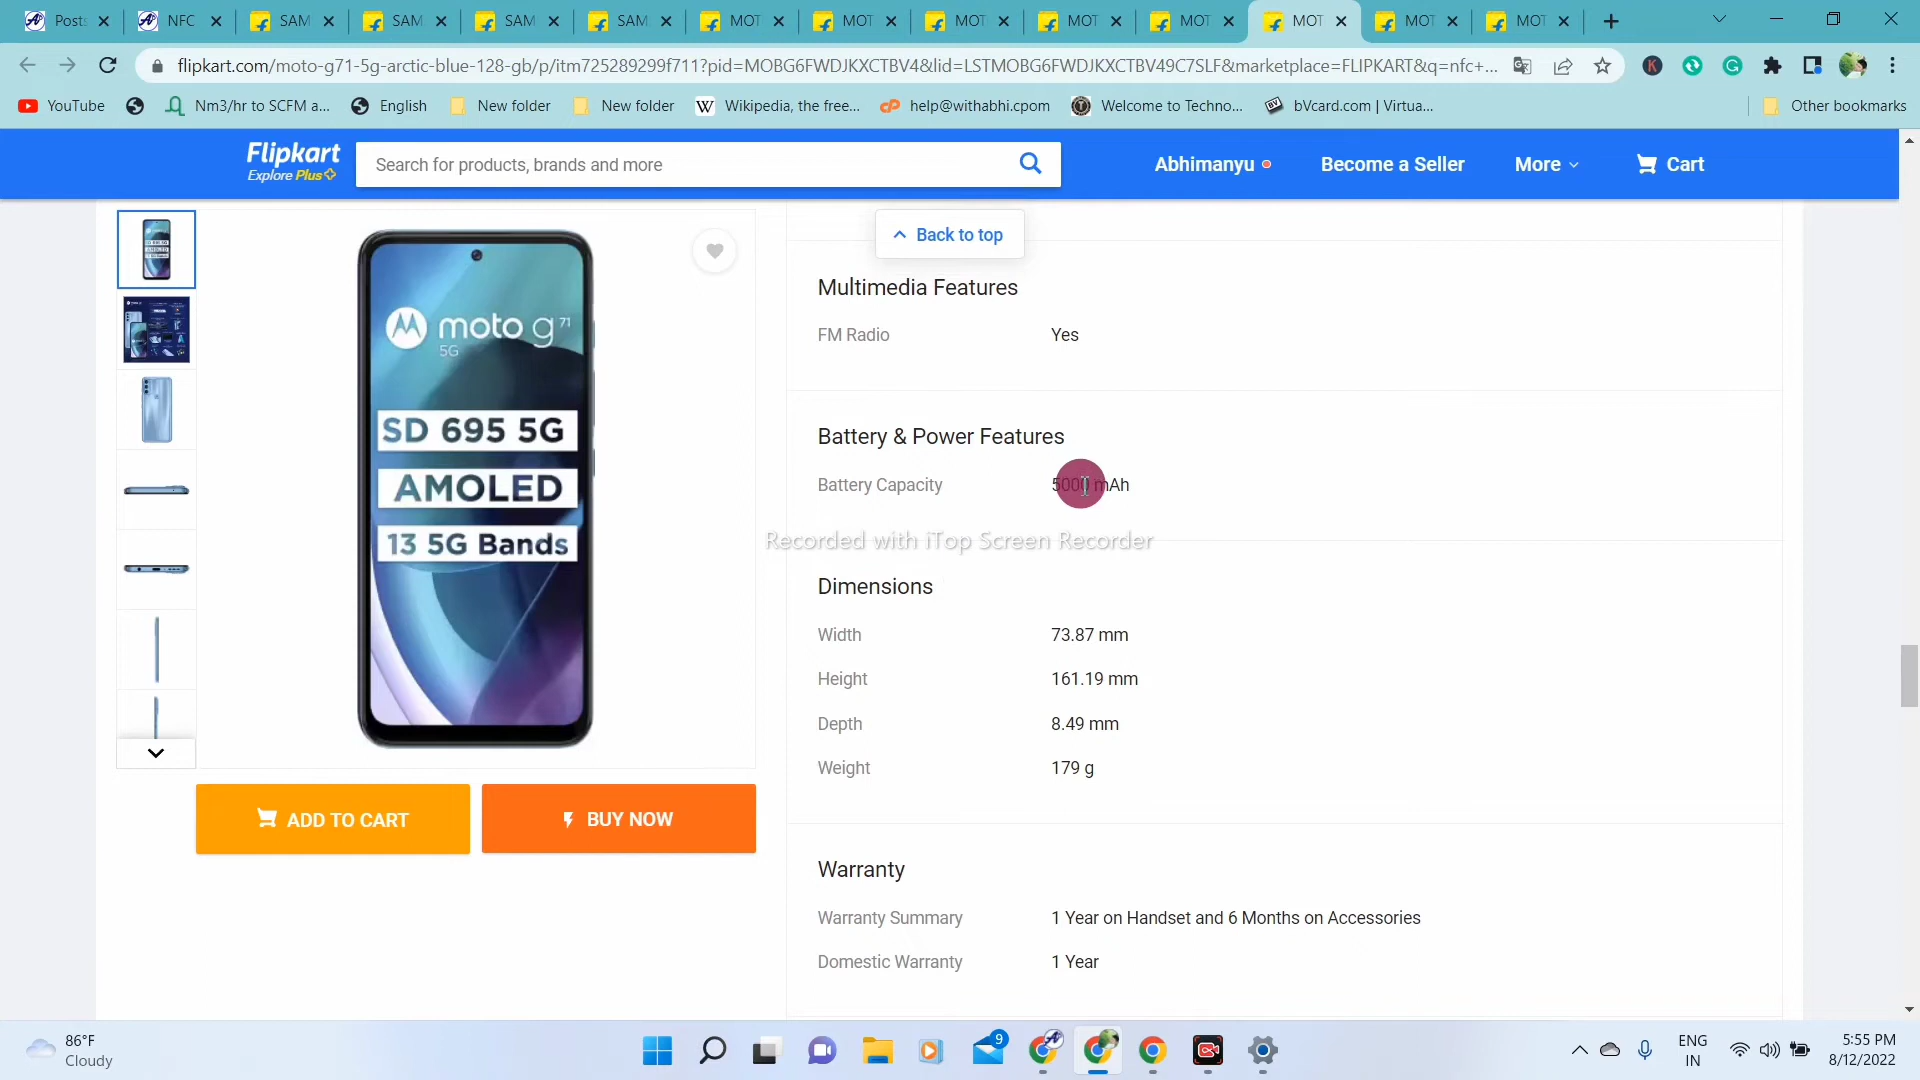 Posts
NFC
SAM
SAM
SAM
SAM
MOT
MOT
MOT
MOT
MOT
MOT
MOT
MOT
flipkart.com/moto-g71-5g-arctic-blue-128-gb/p/itm725289299f711?pid=MOBG6FWDJKXCTBV4&lid=LSTMOBG6FWDJKXCTBV49C7SLF&marketplace=FLIPKART&q=nfc+...
YouTube
Nm3/hr to SCFM a...
English
New folder
New folder
Wikipedia, the free...
help@withabhi.cpom
Welcome to Techno...
bVcard.com | Virtua...
Other bookmarks
Flipkart
Explore Plus
Search for products, brands and more
Abhimanyu
Become a Seller
More
Cart
Back to top
moto g71
5G
SD 695 5G
AMOLED
13 5G Bands
ADD TO CART
BUY NOW
Multimedia Features
FM Radio Yes
Battery & Power Features
Battery Capacity 5000 mAh
Recorded with iTop Screen Recorder
Dimensions
Width 73.87 mm
Height 161.19 mm
Depth 8.49 mm
Weight 179 g
Warranty
Warranty Summary 1 Year on Handset and 6 Months on Accessories
Domestic Warranty 1 Year
86°F
Cloudy
9
ENG
IN
5:55 PM
8/12/2022